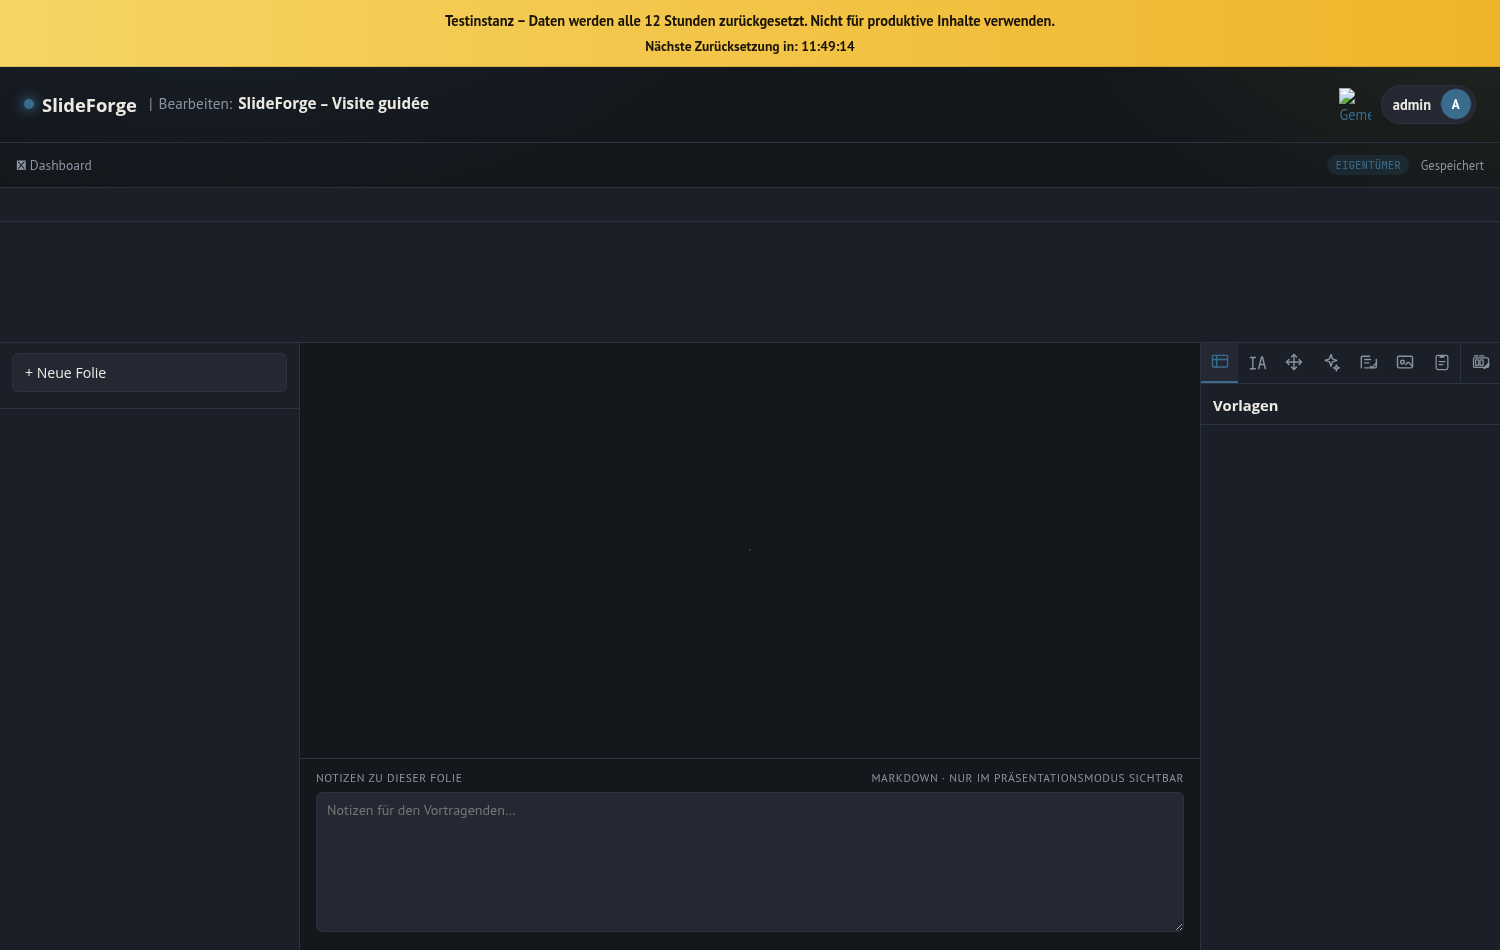 Testinstanz – Daten werden alle 12 Stunden zurückgesetzt. Nicht für produktive Inhalte verwenden.
Nächste Zurücksetzung in: 11:49:14
SlideForge | Bearbeiten: SlideForge – Visite guidée
Geme
admin A
Dashboard
EIGENTÜMER Gespeichert
+ Neue Folie
Vorlagen
NOTIZEN ZU DIESER FOLIE MARKDOWN · NUR IM PRÄSENTATIONSMODUS SICHTBAR
Notizen für den Vortragenden...